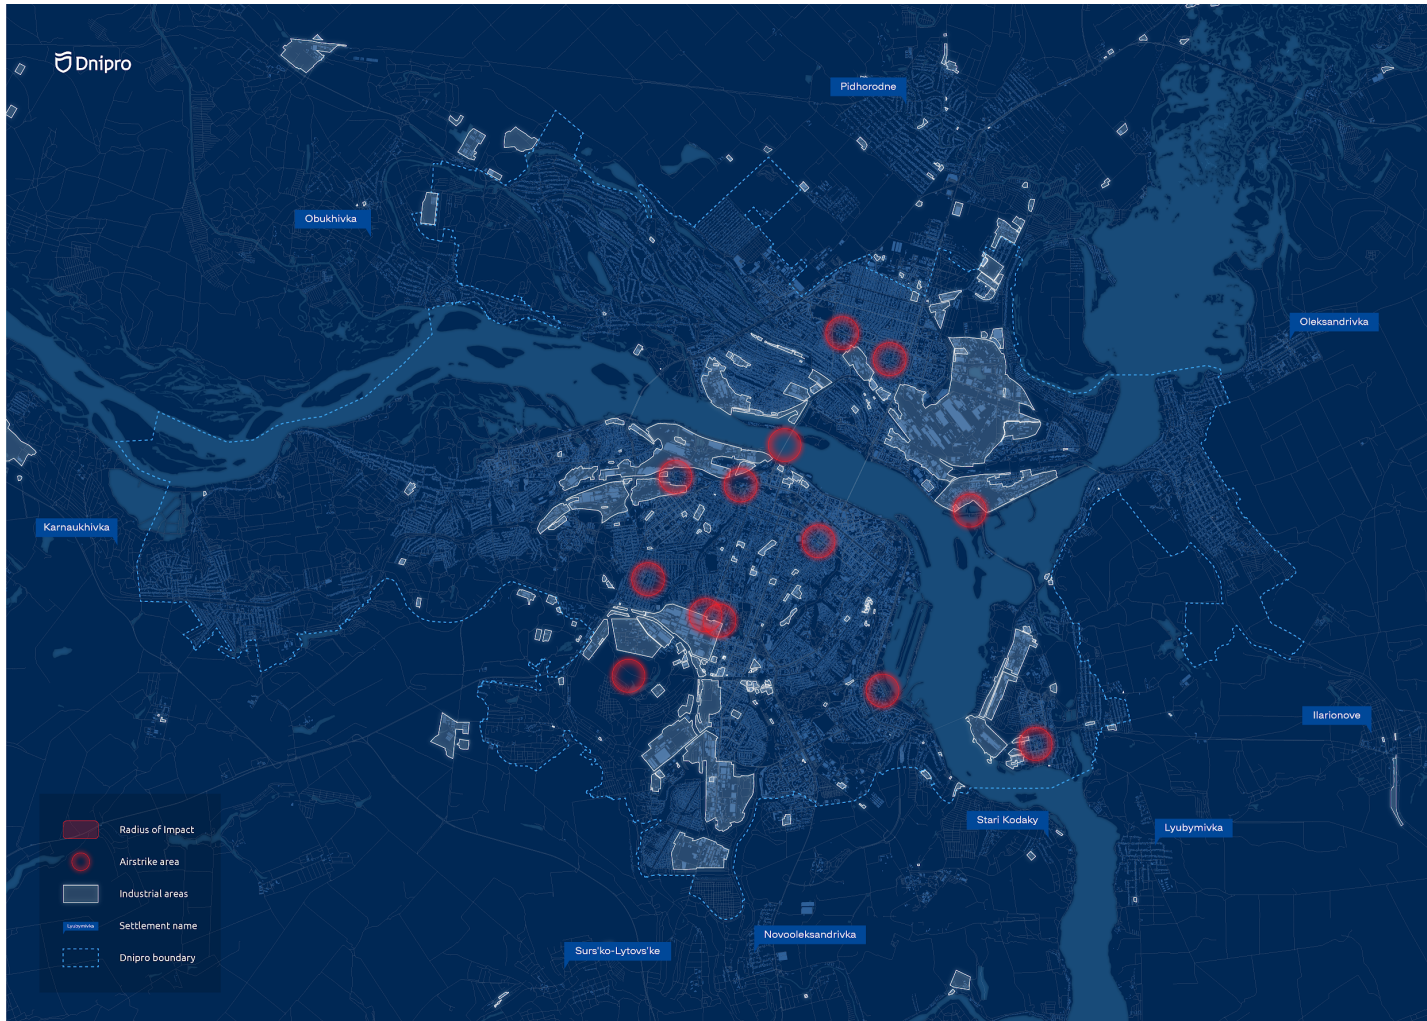 Dnipro
Pidhorodne
Obukhivka
Oleksandrivka
Karnaukhivka
Ilarionove
Stari Kodaky
Lyubymivka
Novooleksandrivka
Surs'ko-Lytovs'ke
Radius of Impact
Airstrike area
Industrial areas
Lyubymivka
Settlement name
Dnipro boundary